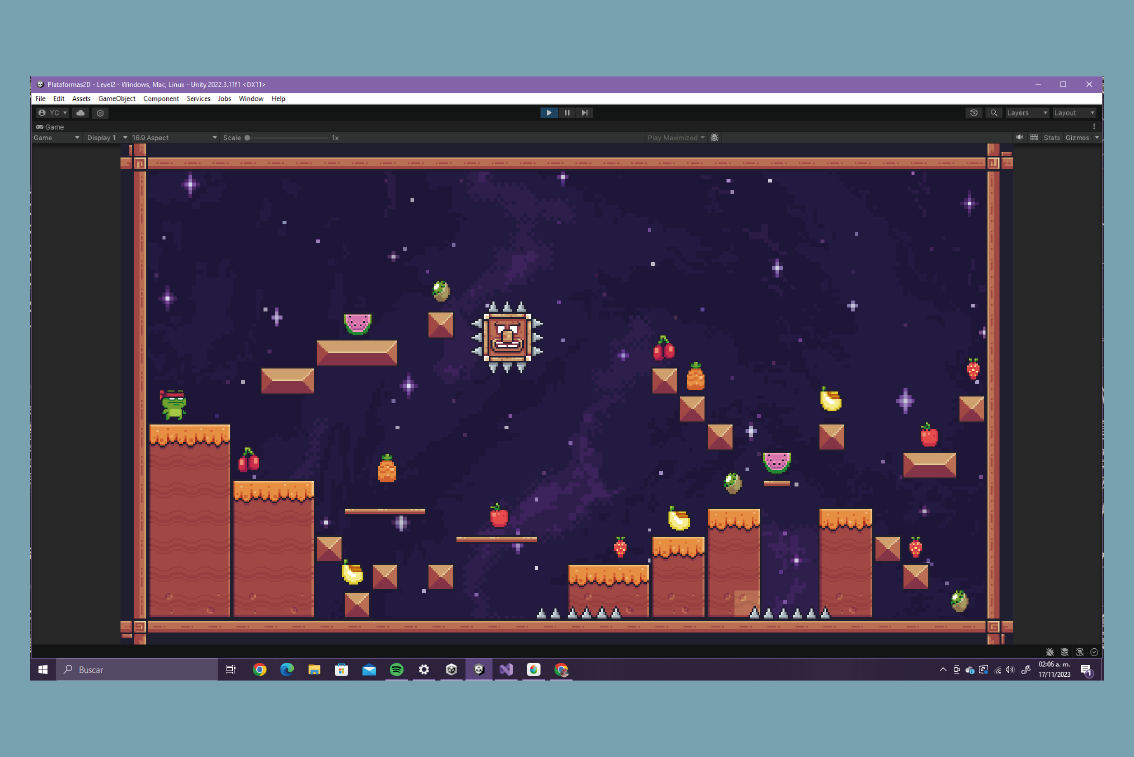 Plataformas2D - Level2 - Windows, Mac, Linux - Unity 2022.3.11f1 <DX11>
File Edit Assets GameObject Component Services Jobs Window Help
YC Layers Layout
Game
Game Display 1 16:9 Aspect Scale 1x Play Maximized Stats Gizmos
Buscar
02:06 a. m.
17/11/2023
1